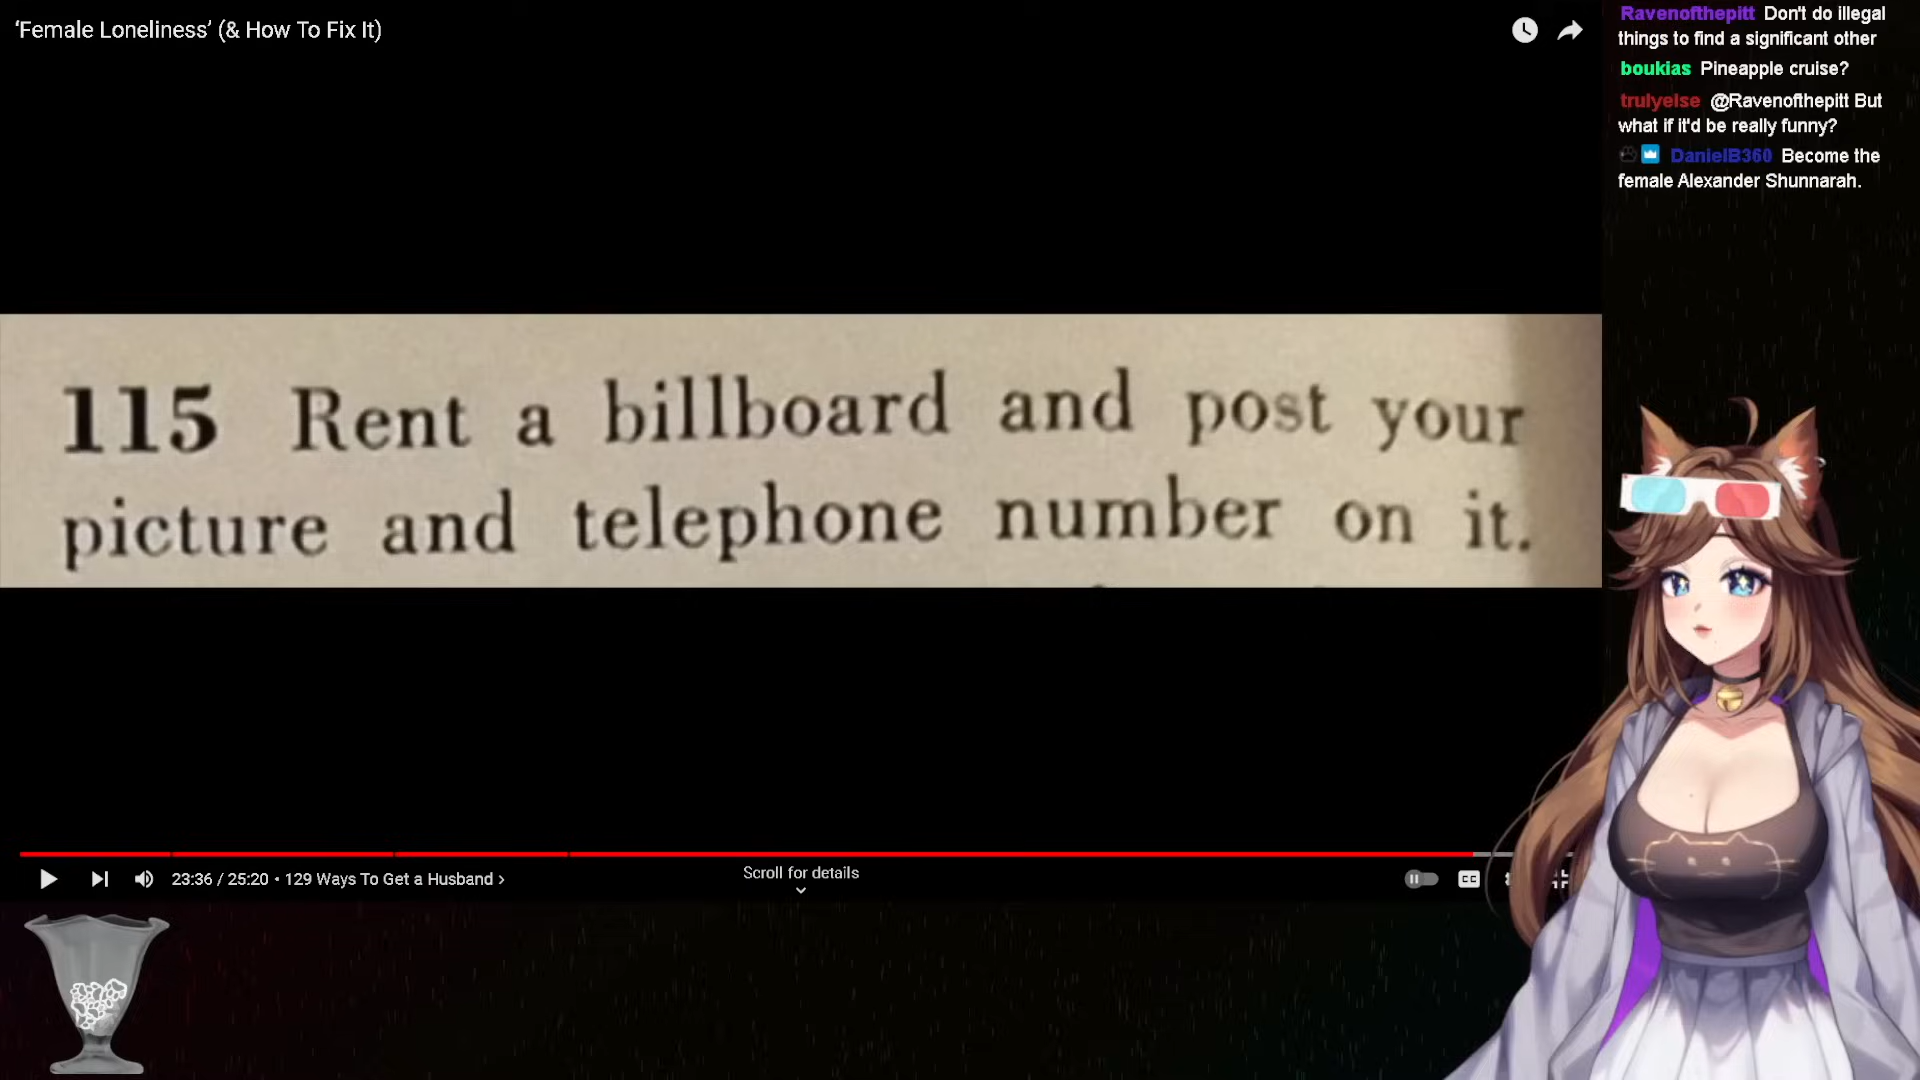 ‘Female Loneliness’ (& How To Fix It)
115 Rent a billboard and post your
picture and telephone number on it.
Scroll for details
23:36 / 25:20 • 129 Ways To Get a Husband ›
CC
Ravenofthepitt Don't do illegal
things to find a significant other
boukias Pineapple cruise?
trulyelse @Ravenofthepitt But
what if it'd be really funny?
DanielB360 Become the
female Alexander Shunnarah.